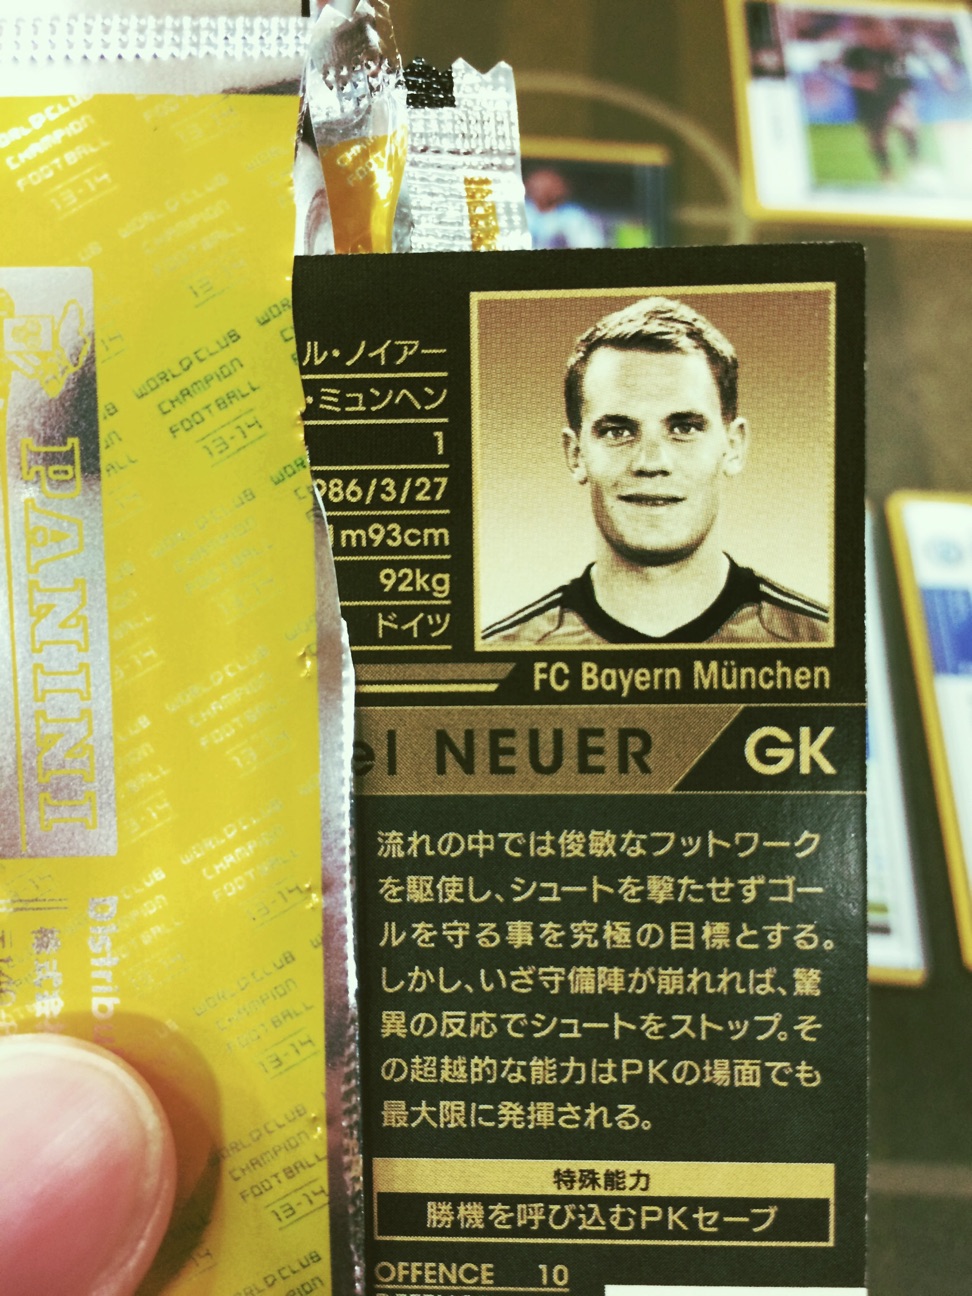 WORLD CLUB
CHAMPION
FOOTBALL
13-14
PANINI
Distrib
ル・ノイアー
・ミュンヘン
1
986/3/27
1m93cm
92kg
ドイツ
FC Bayern München
el NEUER GK
流れの中では俊敏なフットワーク
を駆使し、シュートを撃たせずゴー
ルを守る事を究極の目標とする。
しかし、いざ守備陣が崩れれば、驚
異の反応でシュートをストップ。そ
の超越的な能力はPKの場面でも
最大限に発揮される。
特殊能力
勝機を呼び込むPKセーブ
OFFENCE 10